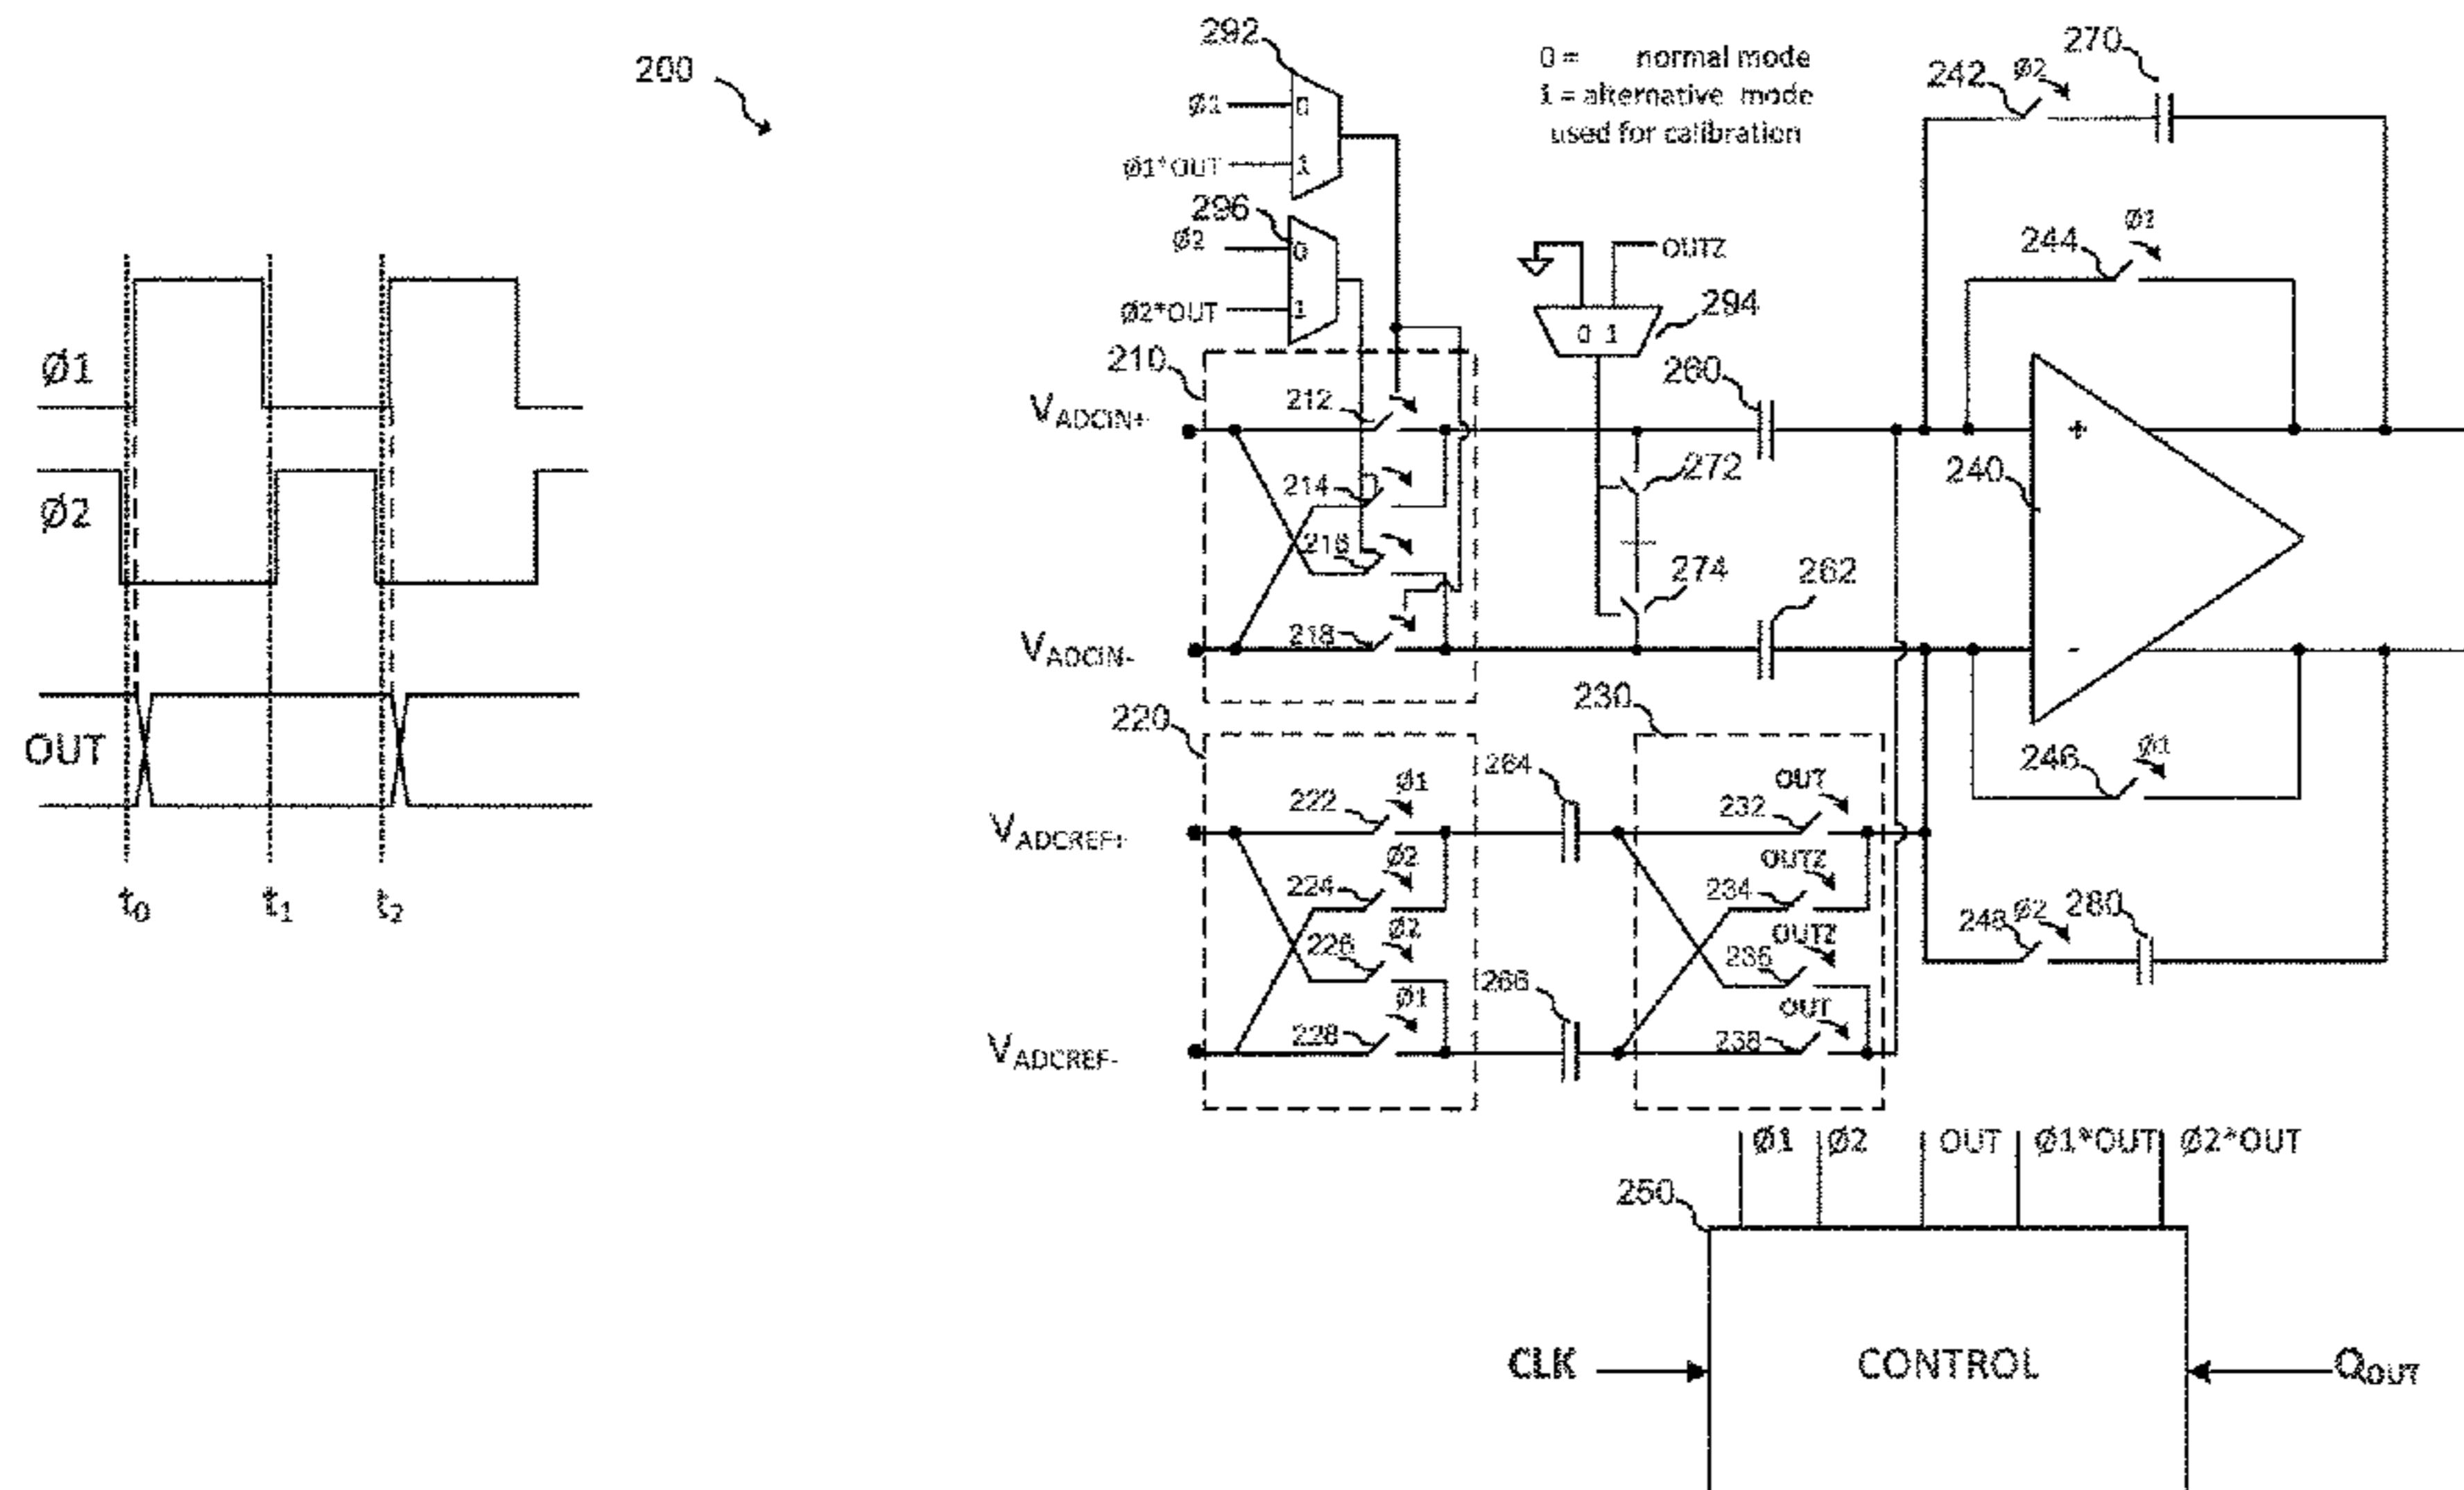 200
Ø1
Ø2
OUT
t0
t1
t2
292
Ø1
0
Ø1*OUT
1
296
Ø2
0
Ø2*OUT
1
0 = normal mode
1 = alternative mode
used for calibration
OUTZ
294
0 1
210
VADCIN+
VADCIN-
212
214
216
218
272
274
260
262
242
Ø2
270
244
Ø1
240
+
-
246
Ø1
248
Ø2
280
220
VADCREF+
VADCREF-
222
Ø1
224
Ø2
226
Ø2
228
Ø1
264
266
230
232
OUT
234
OUTZ
236
OUTZ
238
OUT
Ø1
Ø2
OUT
Ø1*OUT
Ø2*OUT
250
CLK
CONTROL
QOUT